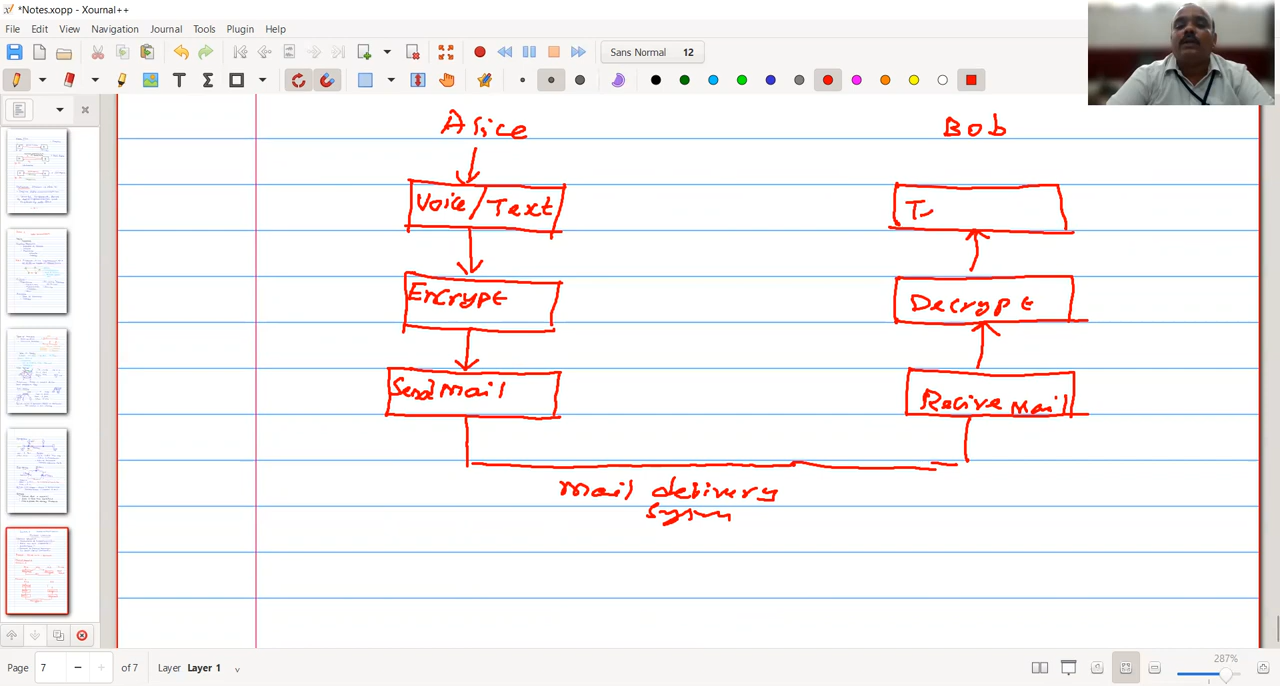 *Notes.xopp - Xournal++
File Edit View Navigation Journal Tools Plugin Help
Sans Normal 12
Alice Bob
Voice/Text T
Encrypt Decrypt
Send mail Recive mail
mail delivery
Page 7 of 7 Layer Layer 1 287%